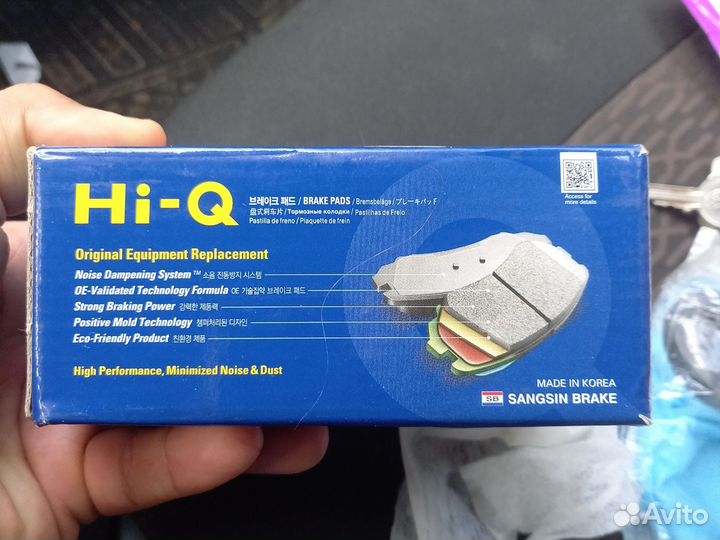 Hi-Q
브레이크 패드 / BRAKE PADS / Bremsbeläge / ブレーキパッド
盘式刹车片 / Тормозные колодки / Pastilhas de Freio
Pastilla de freno / Plaquette de frein
Access for
more details
Original Equipment Replacement
Noise Dampening System™ 소음 진동방지 시스템
OE-Validated Technology Formula OE 기술집약 브레이크 패드
Strong Braking Power 강력한 제동력
Positive Mold Technology 챔퍼처리된 디자인
Eco-Friendly Product 친환경 제품
High Performance, Minimized Noise & Dust
MADE IN KOREA
SB SANGSIN BRAKE
Avito